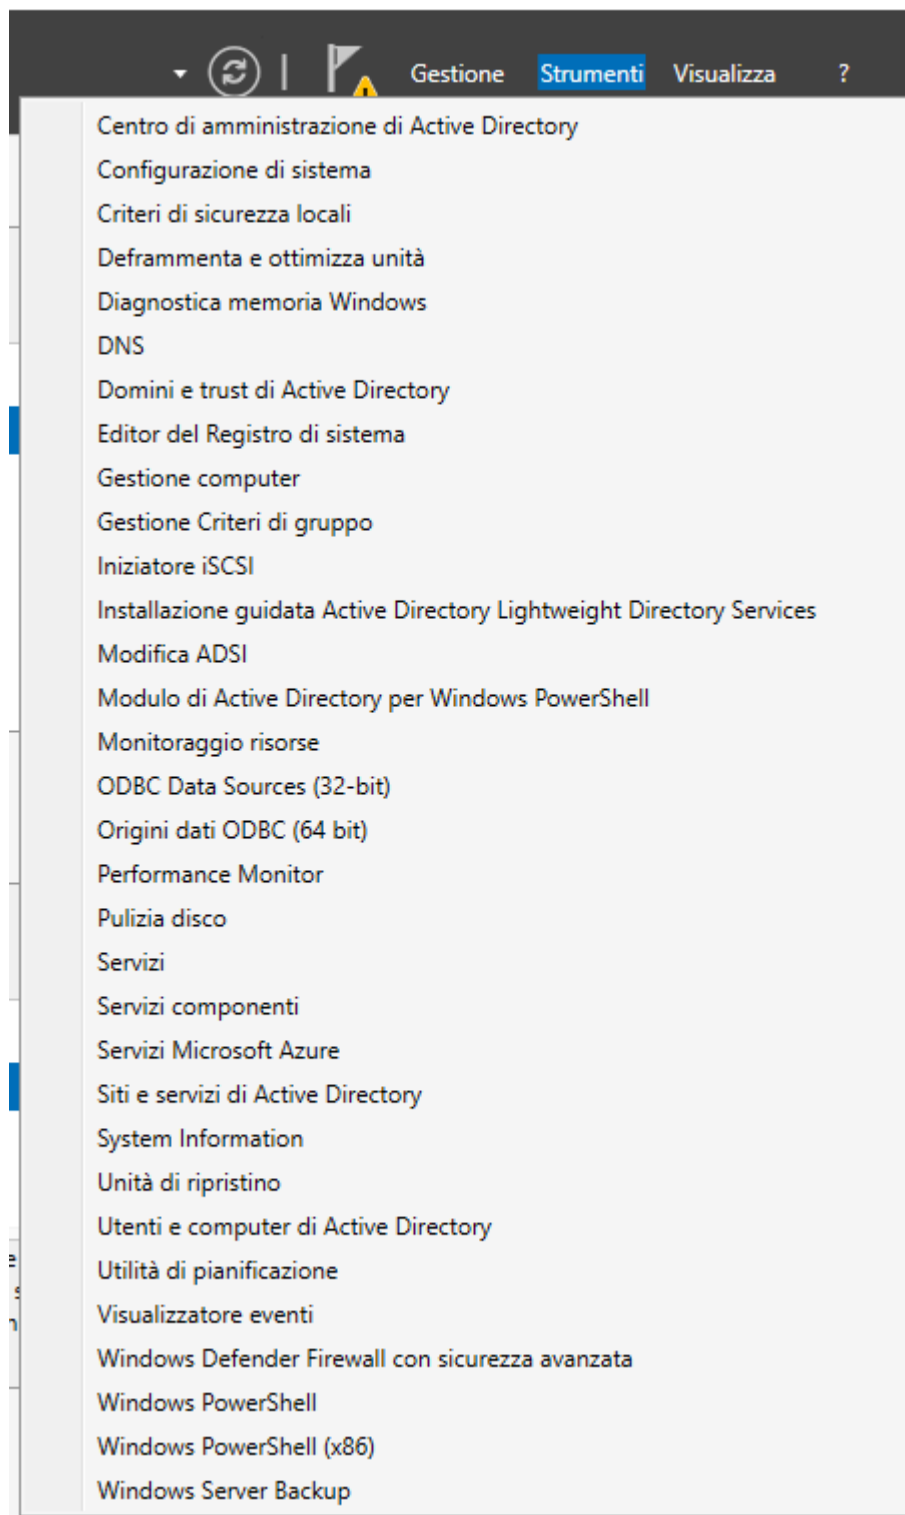 Gestione Strumenti Visualizza ?
Centro di amministrazione di Active Directory
Configurazione di sistema
Criteri di sicurezza locali
Deframmenta e ottimizza unità
Diagnostica memoria Windows
DNS
Domini e trust di Active Directory
Editor del Registro di sistema
Gestione computer
Gestione Criteri di gruppo
Iniziatore iSCSI
Installazione guidata Active Directory Lightweight Directory Services
Modifica ADSI
Modulo di Active Directory per Windows PowerShell
Monitoraggio risorse
ODBC Data Sources (32-bit)
Origini dati ODBC (64 bit)
Performance Monitor
Pulizia disco
Servizi
Servizi componenti
Servizi Microsoft Azure
Siti e servizi di Active Directory
System Information
Unità di ripristino
Utenti e computer di Active Directory
Utilità di pianificazione
Visualizzatore eventi
Windows Defender Firewall con sicurezza avanzata
Windows PowerShell
Windows PowerShell (x86)
Windows Server Backup